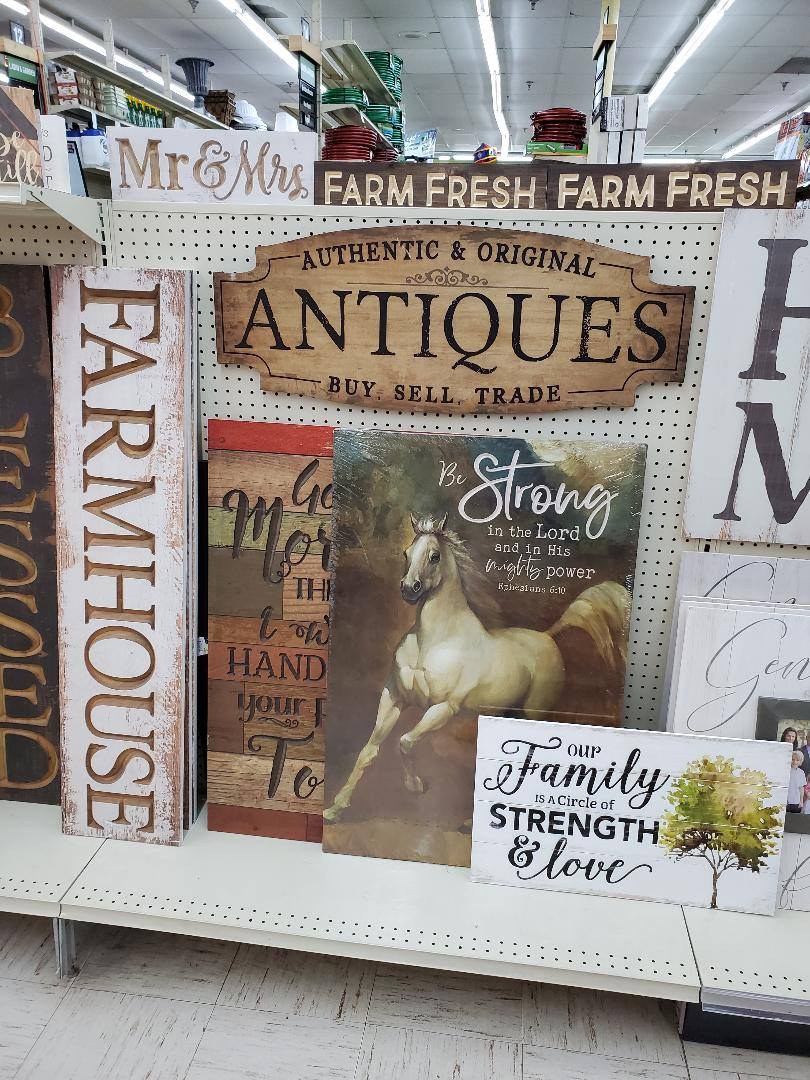 Mr & Mrs
FARM FRESH
FARM FRESH
AUTHENTIC & ORIGINAL
ANTIQUES
BUY. SELL. TRADE
FARMHOUSE
HAND
your
To
Be Strong
in the Lord
and in His
mighty power
Ephesians 6:10
our
Family
IS A Circle of
STRENGTH
& love
H
M